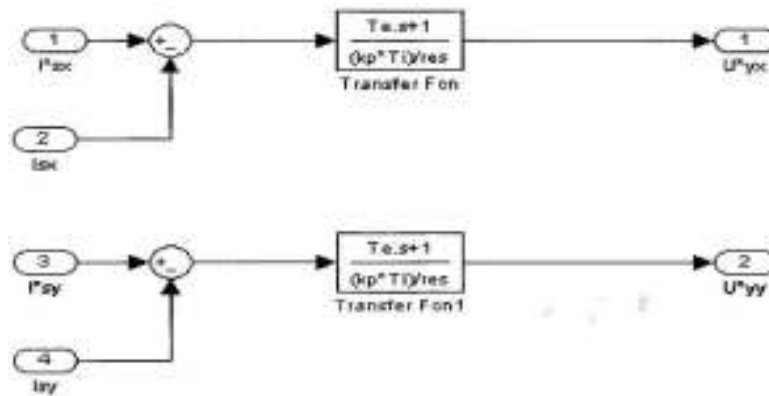 1
I*sx
+
_
Te.s+1
(kp*Ti)/res
Transfer Fcn
1
U*yx
2
Isx
3
I*sy
+
_
Te.s+1
(kp*Ti)/res
Transfer Fcn1
2
U*yy
4
Isy